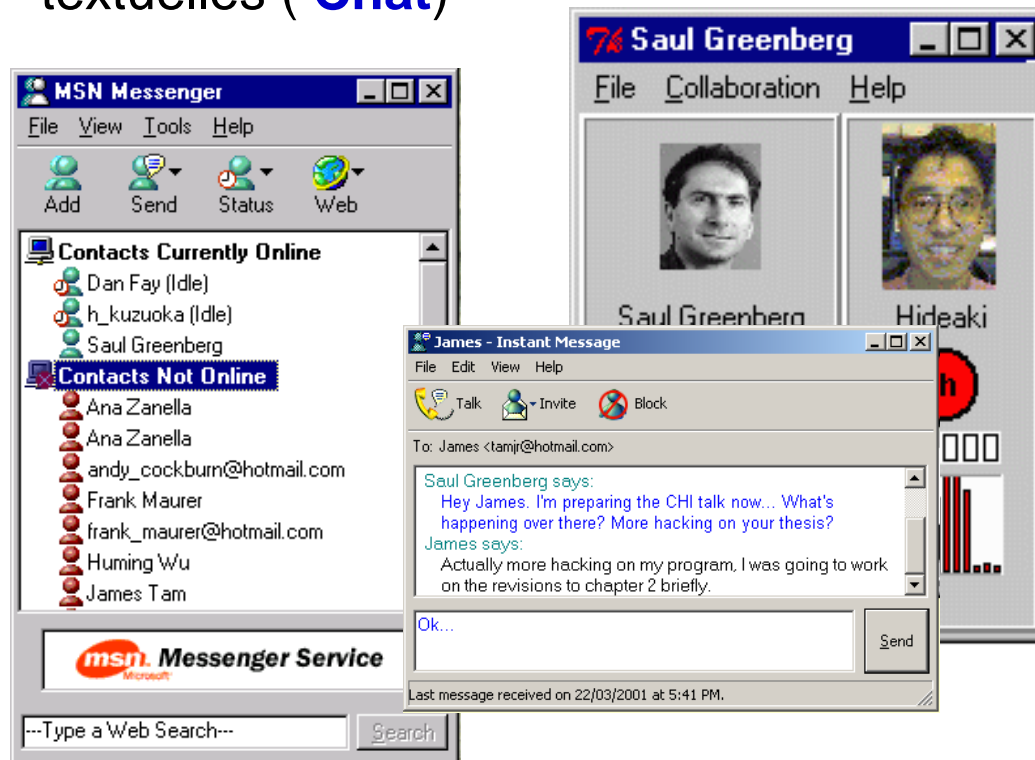 textuelles ( Chat)
MSN Messenger
File View Tools Help
Add Send Status Web
Contacts Currently Online
Dan Fay (Idle)
h_kuzuoka (Idle)
Saul Greenberg
Contacts Not Online
Ana Zanella
Ana Zanella
andy_cockburn@hotmail.com
Frank Maurer
frank_maurer@hotmail.com
Huming Wu
James Tam
msn Messenger Service
Microsoft
---Type a Web Search--- Search
Saul Greenberg
File Collaboration Help
Saul Greenberg Hideaki
h
James - Instant Message
File Edit View Help
Talk Invite Block
To: James <tamjr@hotmail.com>
Saul Greenberg says:
Hey James. I'm preparing the CHI talk now... What's
happening over there? More hacking on your thesis?
James says:
Actually more hacking on my program, I was going to work
on the revisions to chapter 2 briefly.
Ok...
Send
Last message received on 22/03/2001 at 5:41 PM.